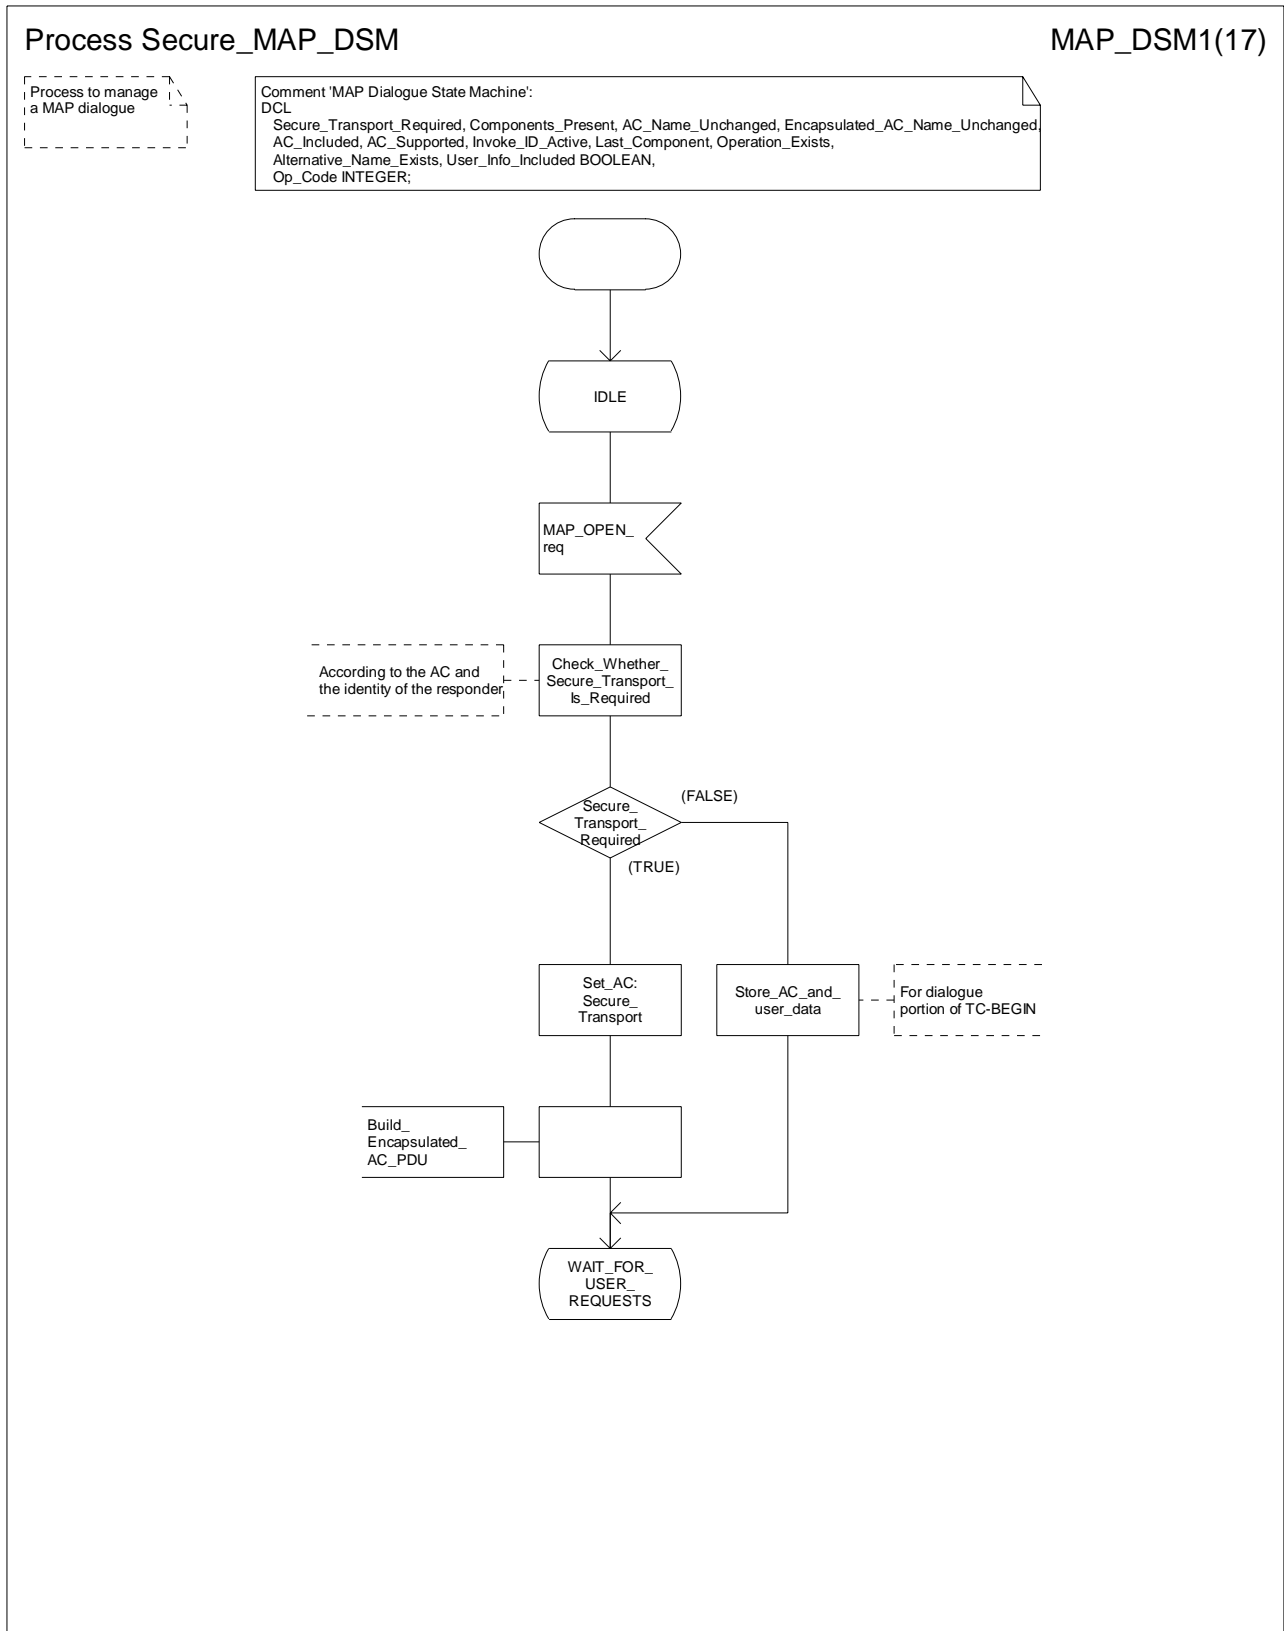 Process Secure_MAP_DSM
MAP_DSM1(17)
Process to manage
a MAP dialogue
Comment 'MAP Dialogue State Machine':
DCL
Secure_Transport_Required, Components_Present, AC_Name_Unchanged, Encapsulated_AC_Name_Unchanged,
AC_Included, AC_Supported, Invoke_ID_Active, Last_Component, Operation_Exists,
Alternative_Name_Exists, User_Info_Included BOOLEAN,
Op_Code INTEGER;
IDLE
MAP_OPEN_
req
According to the AC and
the identity of the responder
Check_Whether_
Secure_Transport_
Is_Required
Secure_
Transport_
Required
(FALSE)
(TRUE)
Set_AC:
Secure_
Transport
Store_AC_and_
user_data
For dialogue
portion of TC-BEGIN
Build_
Encapsulated_
AC_PDU
WAIT_FOR_
USER_
REQUESTS